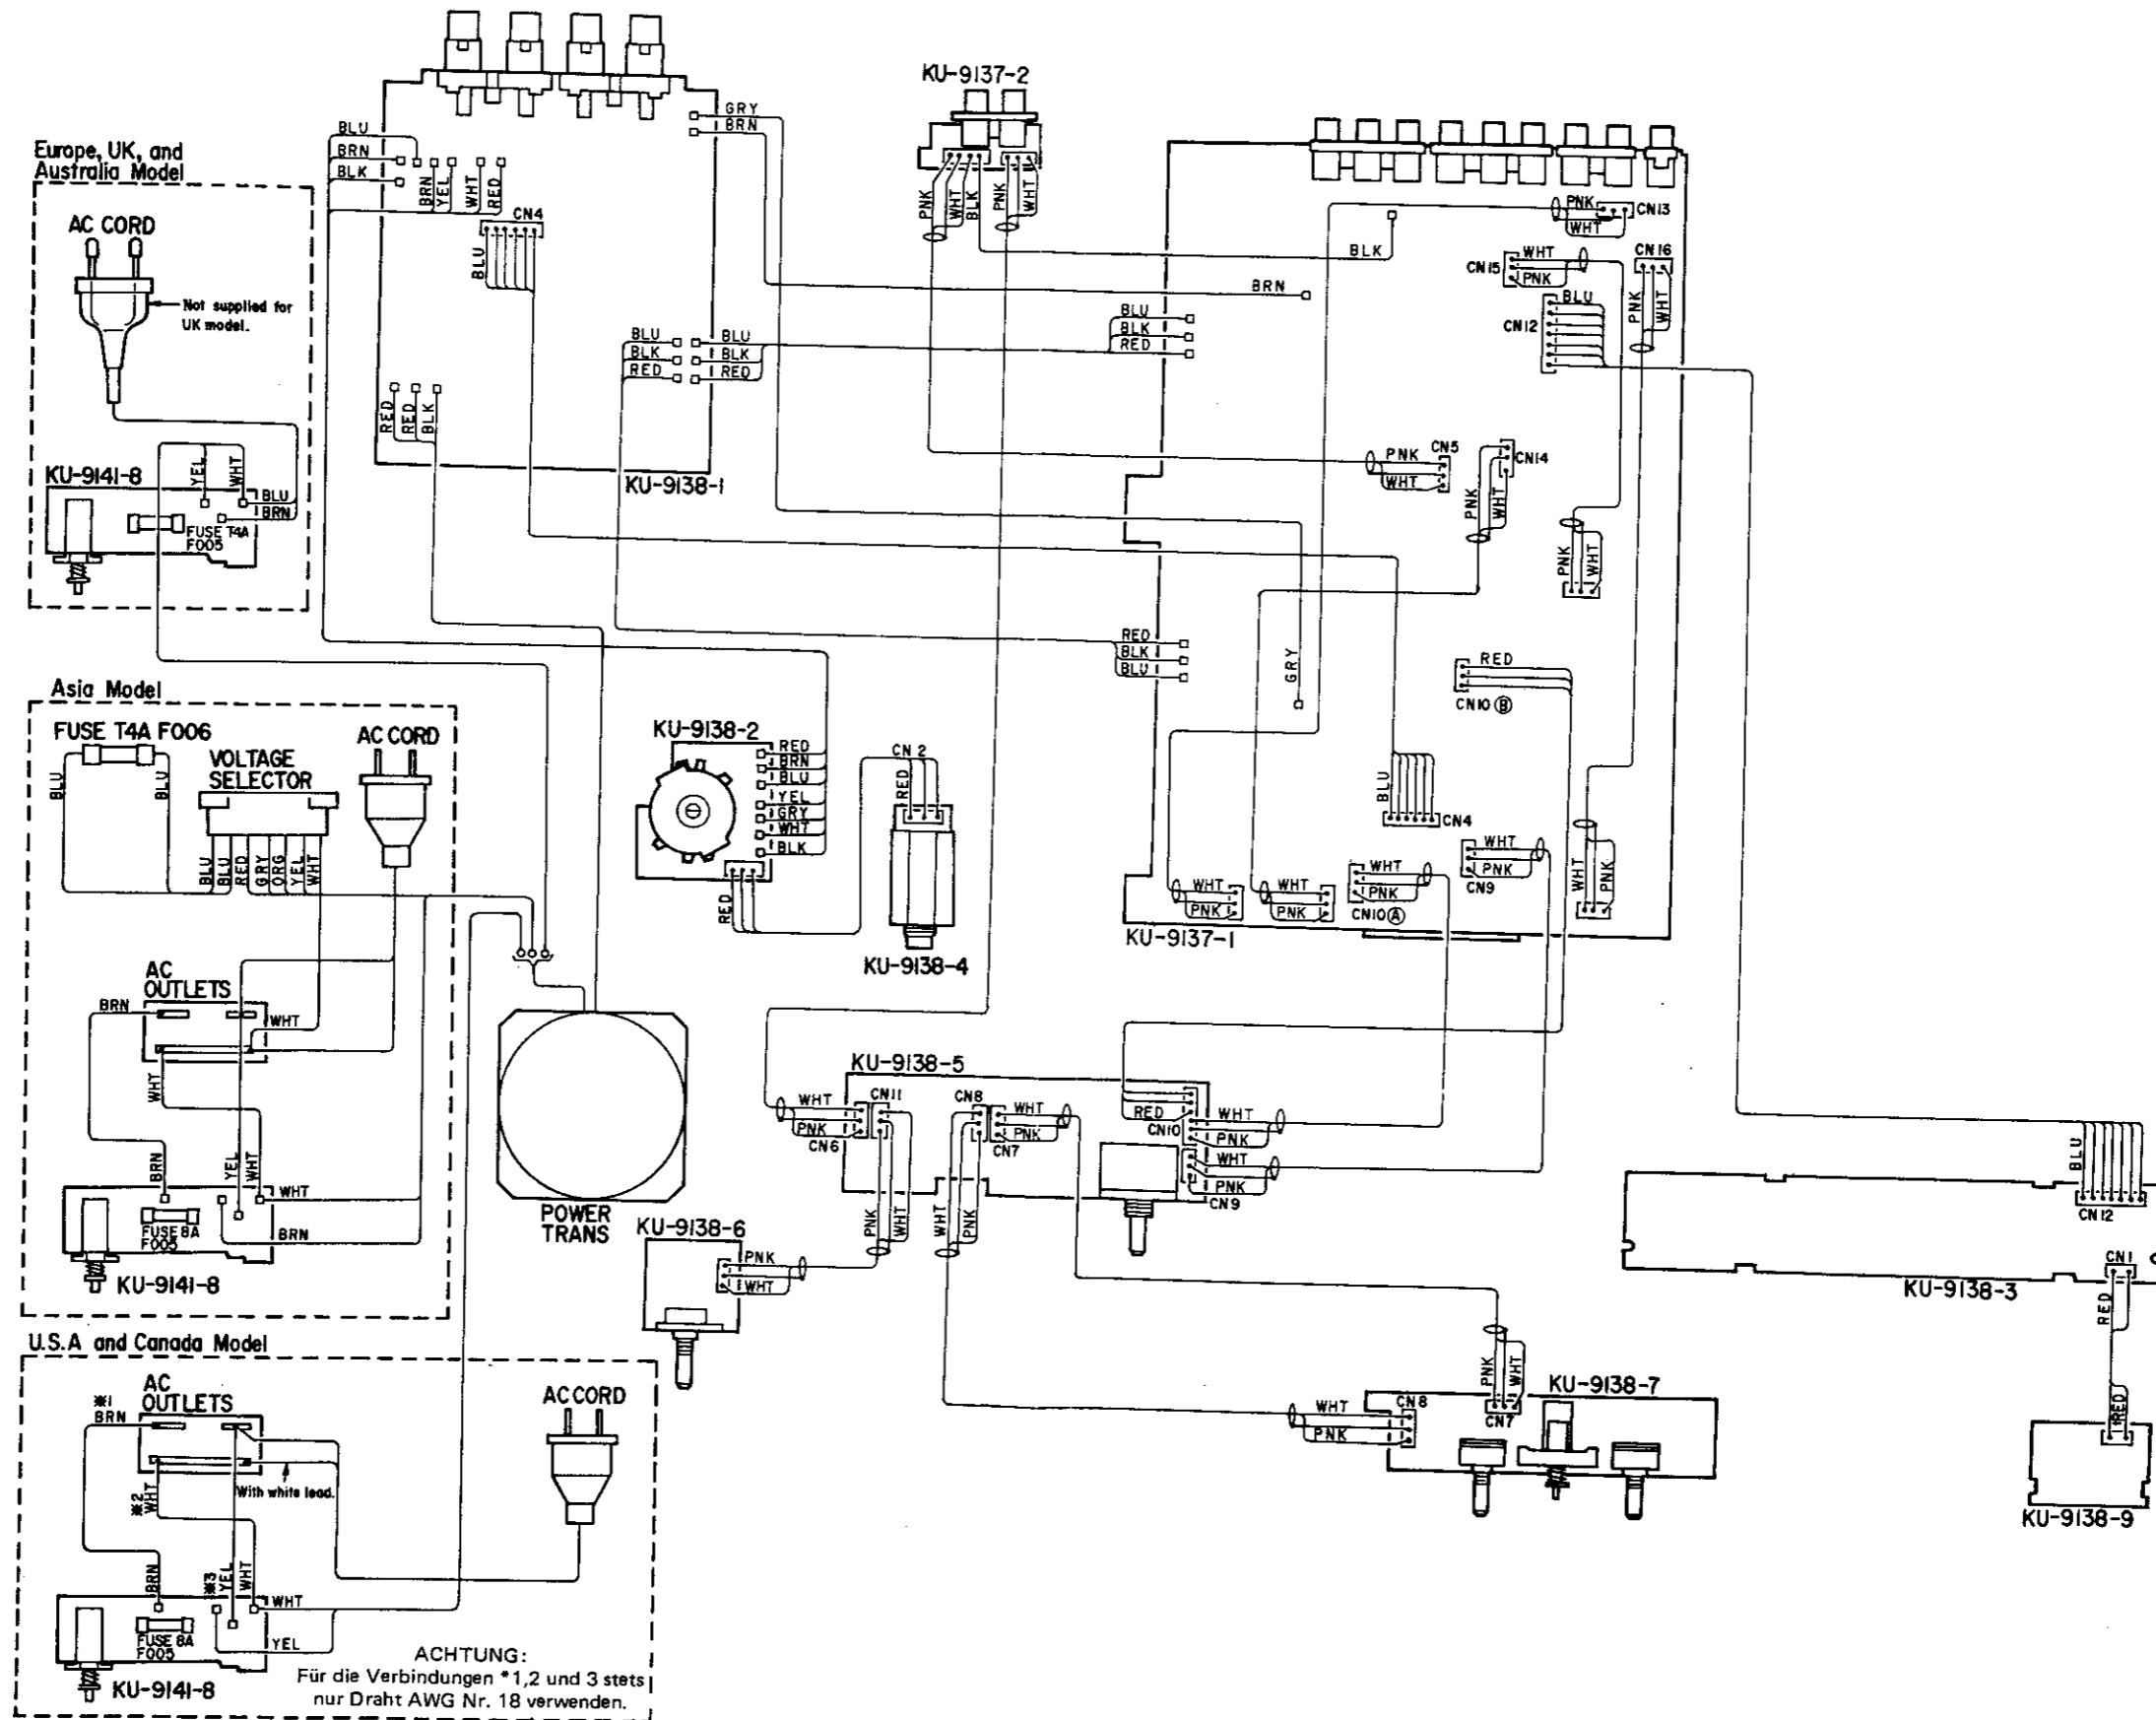 Europe, UK, and
Australia Model
AC CORD
Not supplied for
UK model.
YEL
WHT
KU-9141-8
BLU
BRN
FUSE T4A
F005
Asia Model
FUSE T4A F006
BLU
BLU
VOLTAGE
SELECTOR
AC CORD
BLU
BLU
RED
GRY
ORG
YEL
WHT
AC
OUTLETS
BRN
WHT
WHT
BRN
YEL
WHT
WHT
BRN
FUSE 8A
F005
KU-9141-8
U.S.A and Canada Model
※1
BRN
AC
OUTLETS
AC CORD
※2
WHT
With white lead.
BRN
※3
YEL
WHT
WHT
YEL
FUSE 8A
F005
KU-9141-8
ACHTUNG:
Für die Verbindungen *1,2 und 3 stets
nur Draht AWG Nr. 18 verwenden.
BLU
BRN
BLK
BRN
YEL
WHT
RED
CN4
BLU
GRY
BRN
BLU
BLK
RED
BLU
BLK
RED
RED
RED
BLK
KU-9138-1
KU-9137-2
PNK
WHT
BLK
PNK
WHT
BLK
BRN
BLU
BLK
RED
PNK
WHT
CN13
CN15
WHT
PNK
CN16
PNK
WHT
CN12
BLU
CN5
PNK
WHT
CN14
PNK
WHT
PNK
WHT
RED
BLK
BLU
GRY
RED
CN10 Ⓑ
BLU
CN4
WHT
PNK
CN9
WHT
PNK
WHT
PNK
WHT
PNK
CN10 Ⓐ
WHT
PNK
KU-9137-1
KU-9138-2
RED
BRN
BLU
YEL
GRY
WHT
BLK
RED
CN 2
RED
KU-9138-4
POWER
TRANS
KU-9138-5
WHT
PNK
CN6
CN11
CN8
WHT
PNK
CN7
RED
CN10
WHT
PNK
WHT
PNK
CN9
PNK
WHT
WHT
PNK
KU-9138-6
PNK
WHT
PNK
WHT
CN7
KU-9138-7
WHT
PNK
CN8
BLU
CN12
CN1
KU-9138-3
RED
RED
KU-9138-9